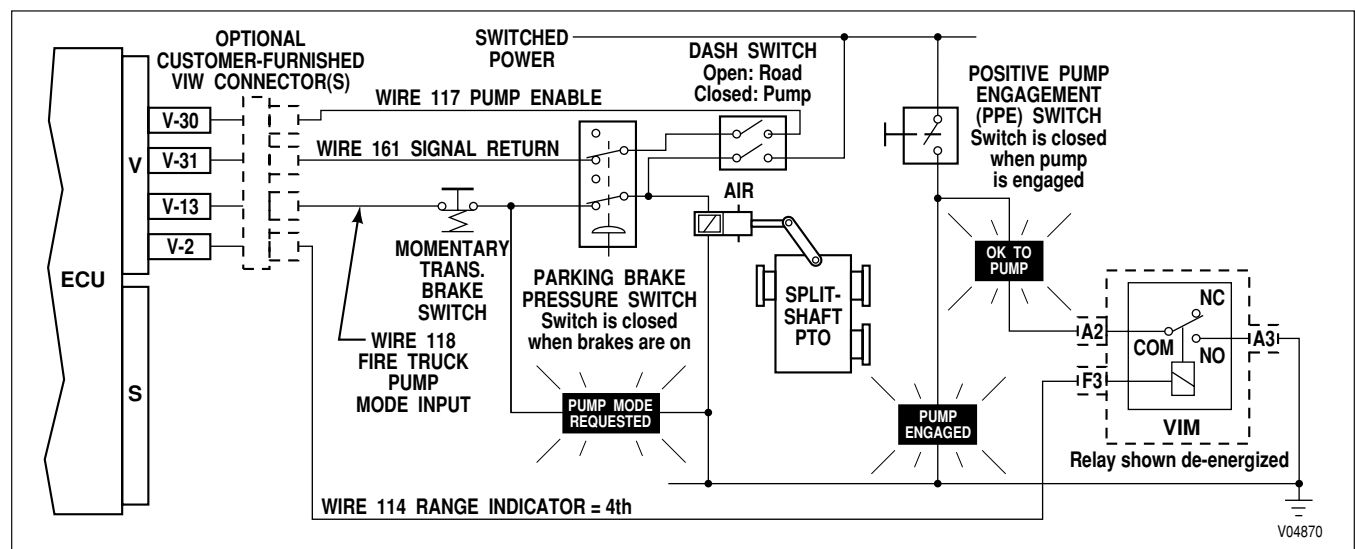 OPTIONAL
CUSTOMER-FURNISHED
VIW CONNECTOR(S)
SWITCHED
POWER
DASH SWITCH
Open: Road
Closed: Pump
POSITIVE PUMP
ENGAGEMENT
(PPE) SWITCH
Switch is closed
when pump
is engaged
WIRE 117 PUMP ENABLE
V-30
V
WIRE 161 SIGNAL RETURN
V-31
V-13
V-2
ECU
S
AIR
MOMENTARY
TRANS.
BRAKE
SWITCH
WIRE 118
FIRE TRUCK
PUMP
MODE INPUT
PARKING BRAKE
PRESSURE SWITCH
Switch is closed
when brakes are on
SPLIT-
SHAFT
PTO
OK TO
PUMP
NC
A2
COM
NO
A3
F3
VIM
PUMP MODE
REQUESTED
PUMP
ENGAGED
Relay shown de-energized
WIRE 114 RANGE INDICATOR = 4th
V04870